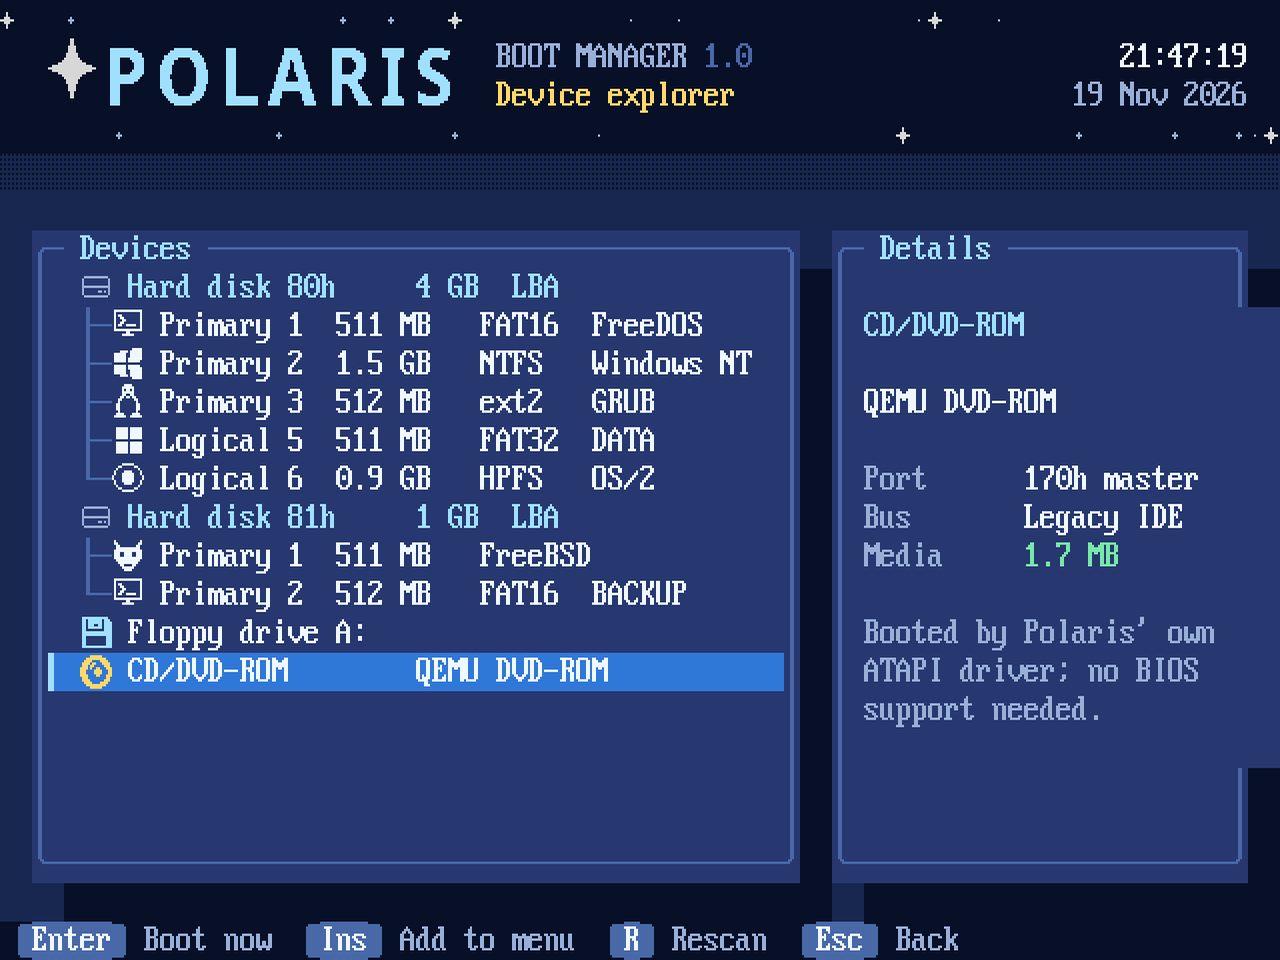 POLARIS
BOOT MANAGER 1.0
Device explorer
21:47:19
19 Nov 2026
Devices
Hard disk 80h 4 GB LBA
Primary 1 511 MB FAT16 FreeDOS
Primary 2 1.5 GB NTFS Windows NT
Primary 3 512 MB ext2 GRUB
Logical 5 511 MB FAT32 DATA
Logical 6 0.9 GB HPFS OS/2
Hard disk 81h 1 GB LBA
Primary 1 511 MB FreeBSD
Primary 2 512 MB FAT16 BACKUP
Floppy drive A:
CD/DVD-ROM QEMU DVD-ROM
Details
CD/DVD-ROM
QEMU DVD-ROM
Port 170h master
Bus Legacy IDE
Media 1.7 MB
Booted by Polaris' own
ATAPI driver; no BIOS
support needed.
Enter Boot now Ins Add to menu R Rescan Esc Back